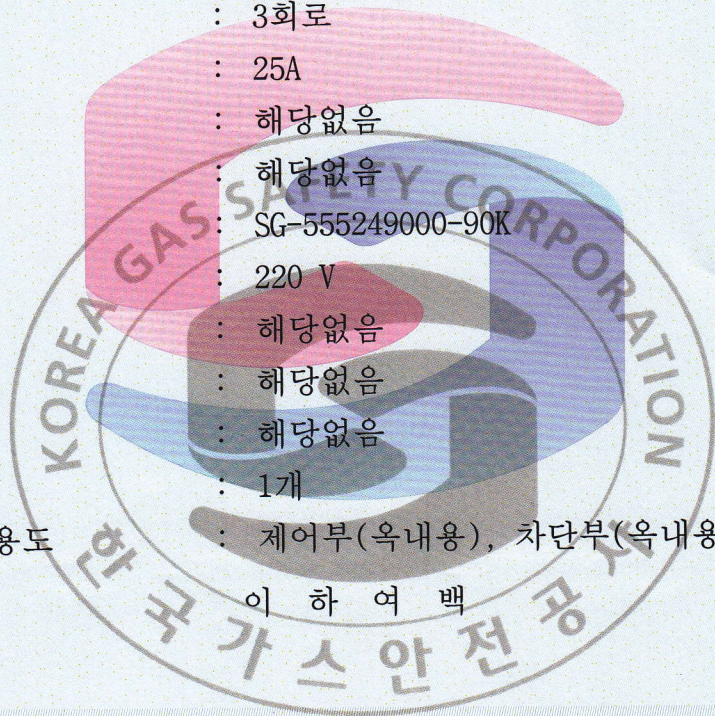 : 3회로
: 25A
: 해당없음
: 해당없음
: SG-555249000-90K
: 220 V
: 해당없음
: 해당없음
: 해당없음
: 1개
용도 : 제어부(옥내용), 차단부(옥내용
이 하 여 백
KOREA GAS SAFETY CORPORATION
한국가스안전공사